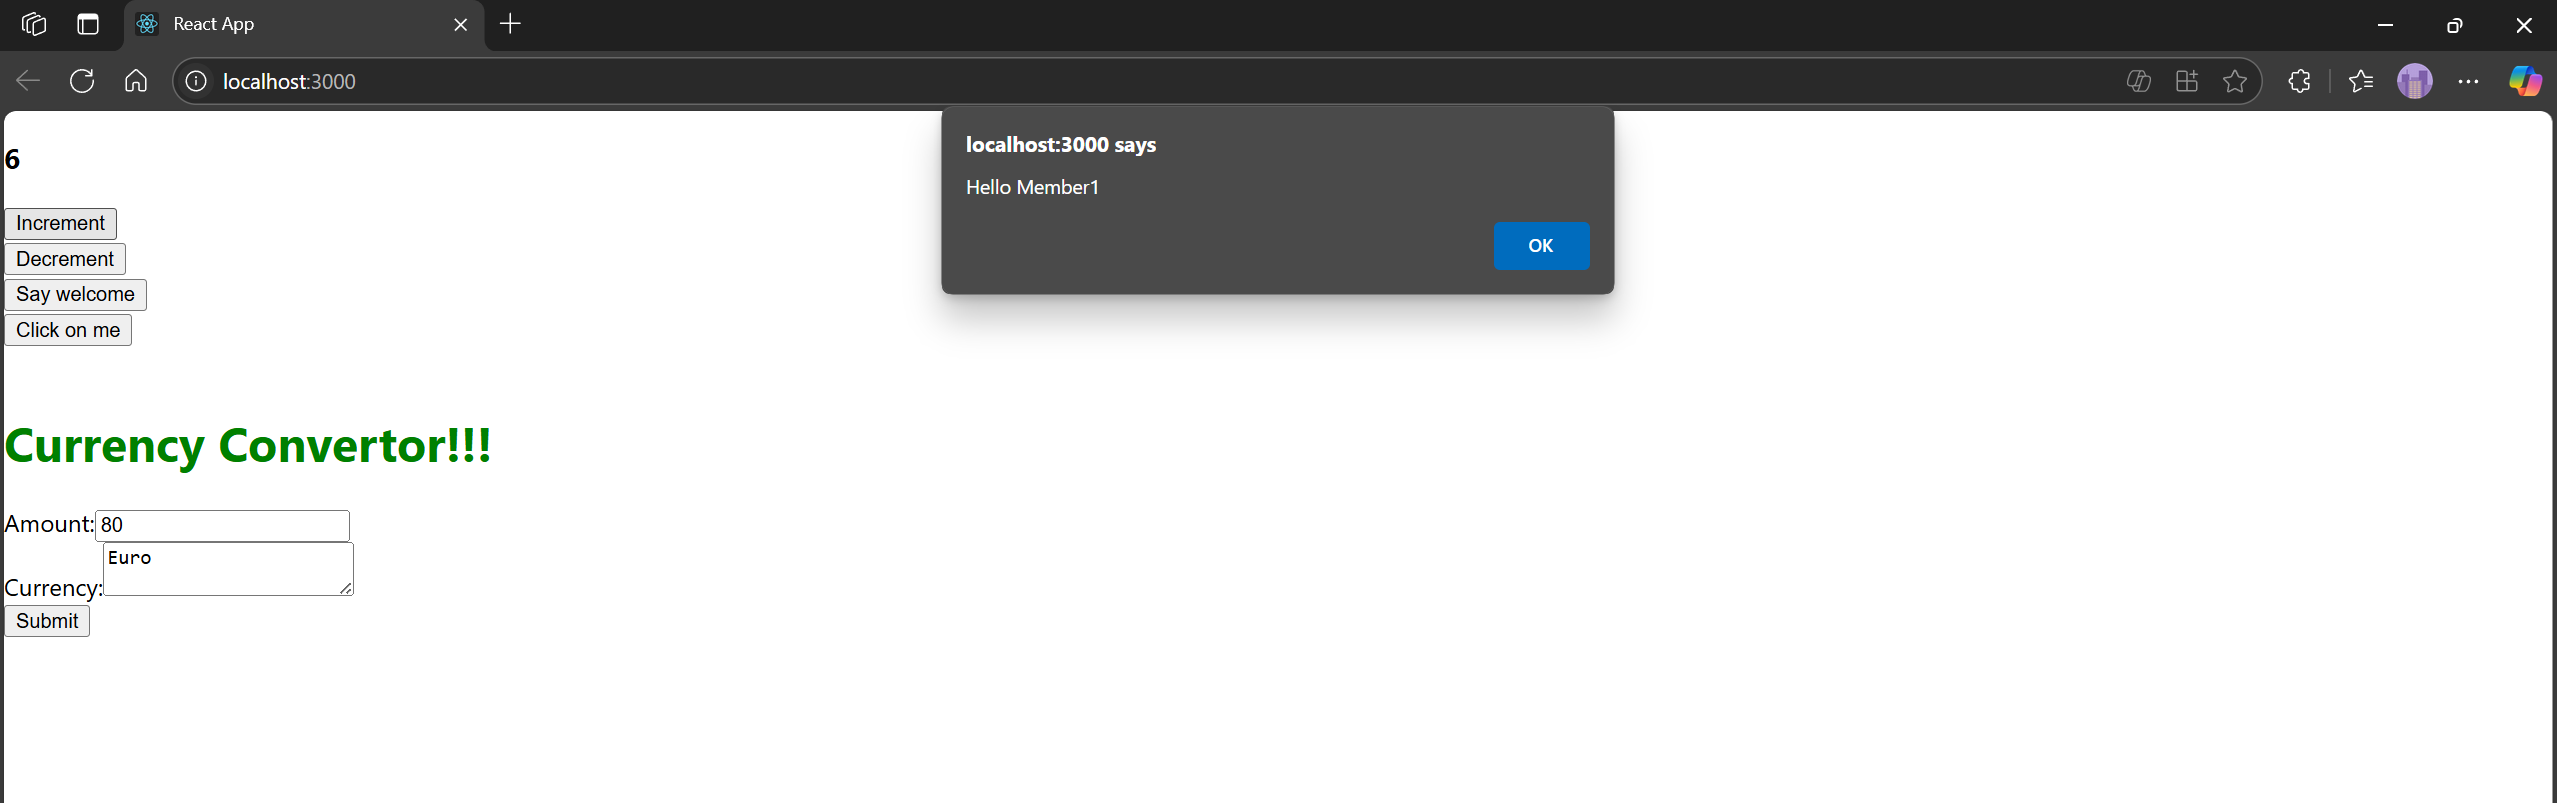 React App
localhost:3000
localhost:3000 says
Hello Member1
OK
6
Increment
Decrement
Say welcome
Click on me
Currency Convertor!!!
Amount:80
Euro
Currency:
Submit